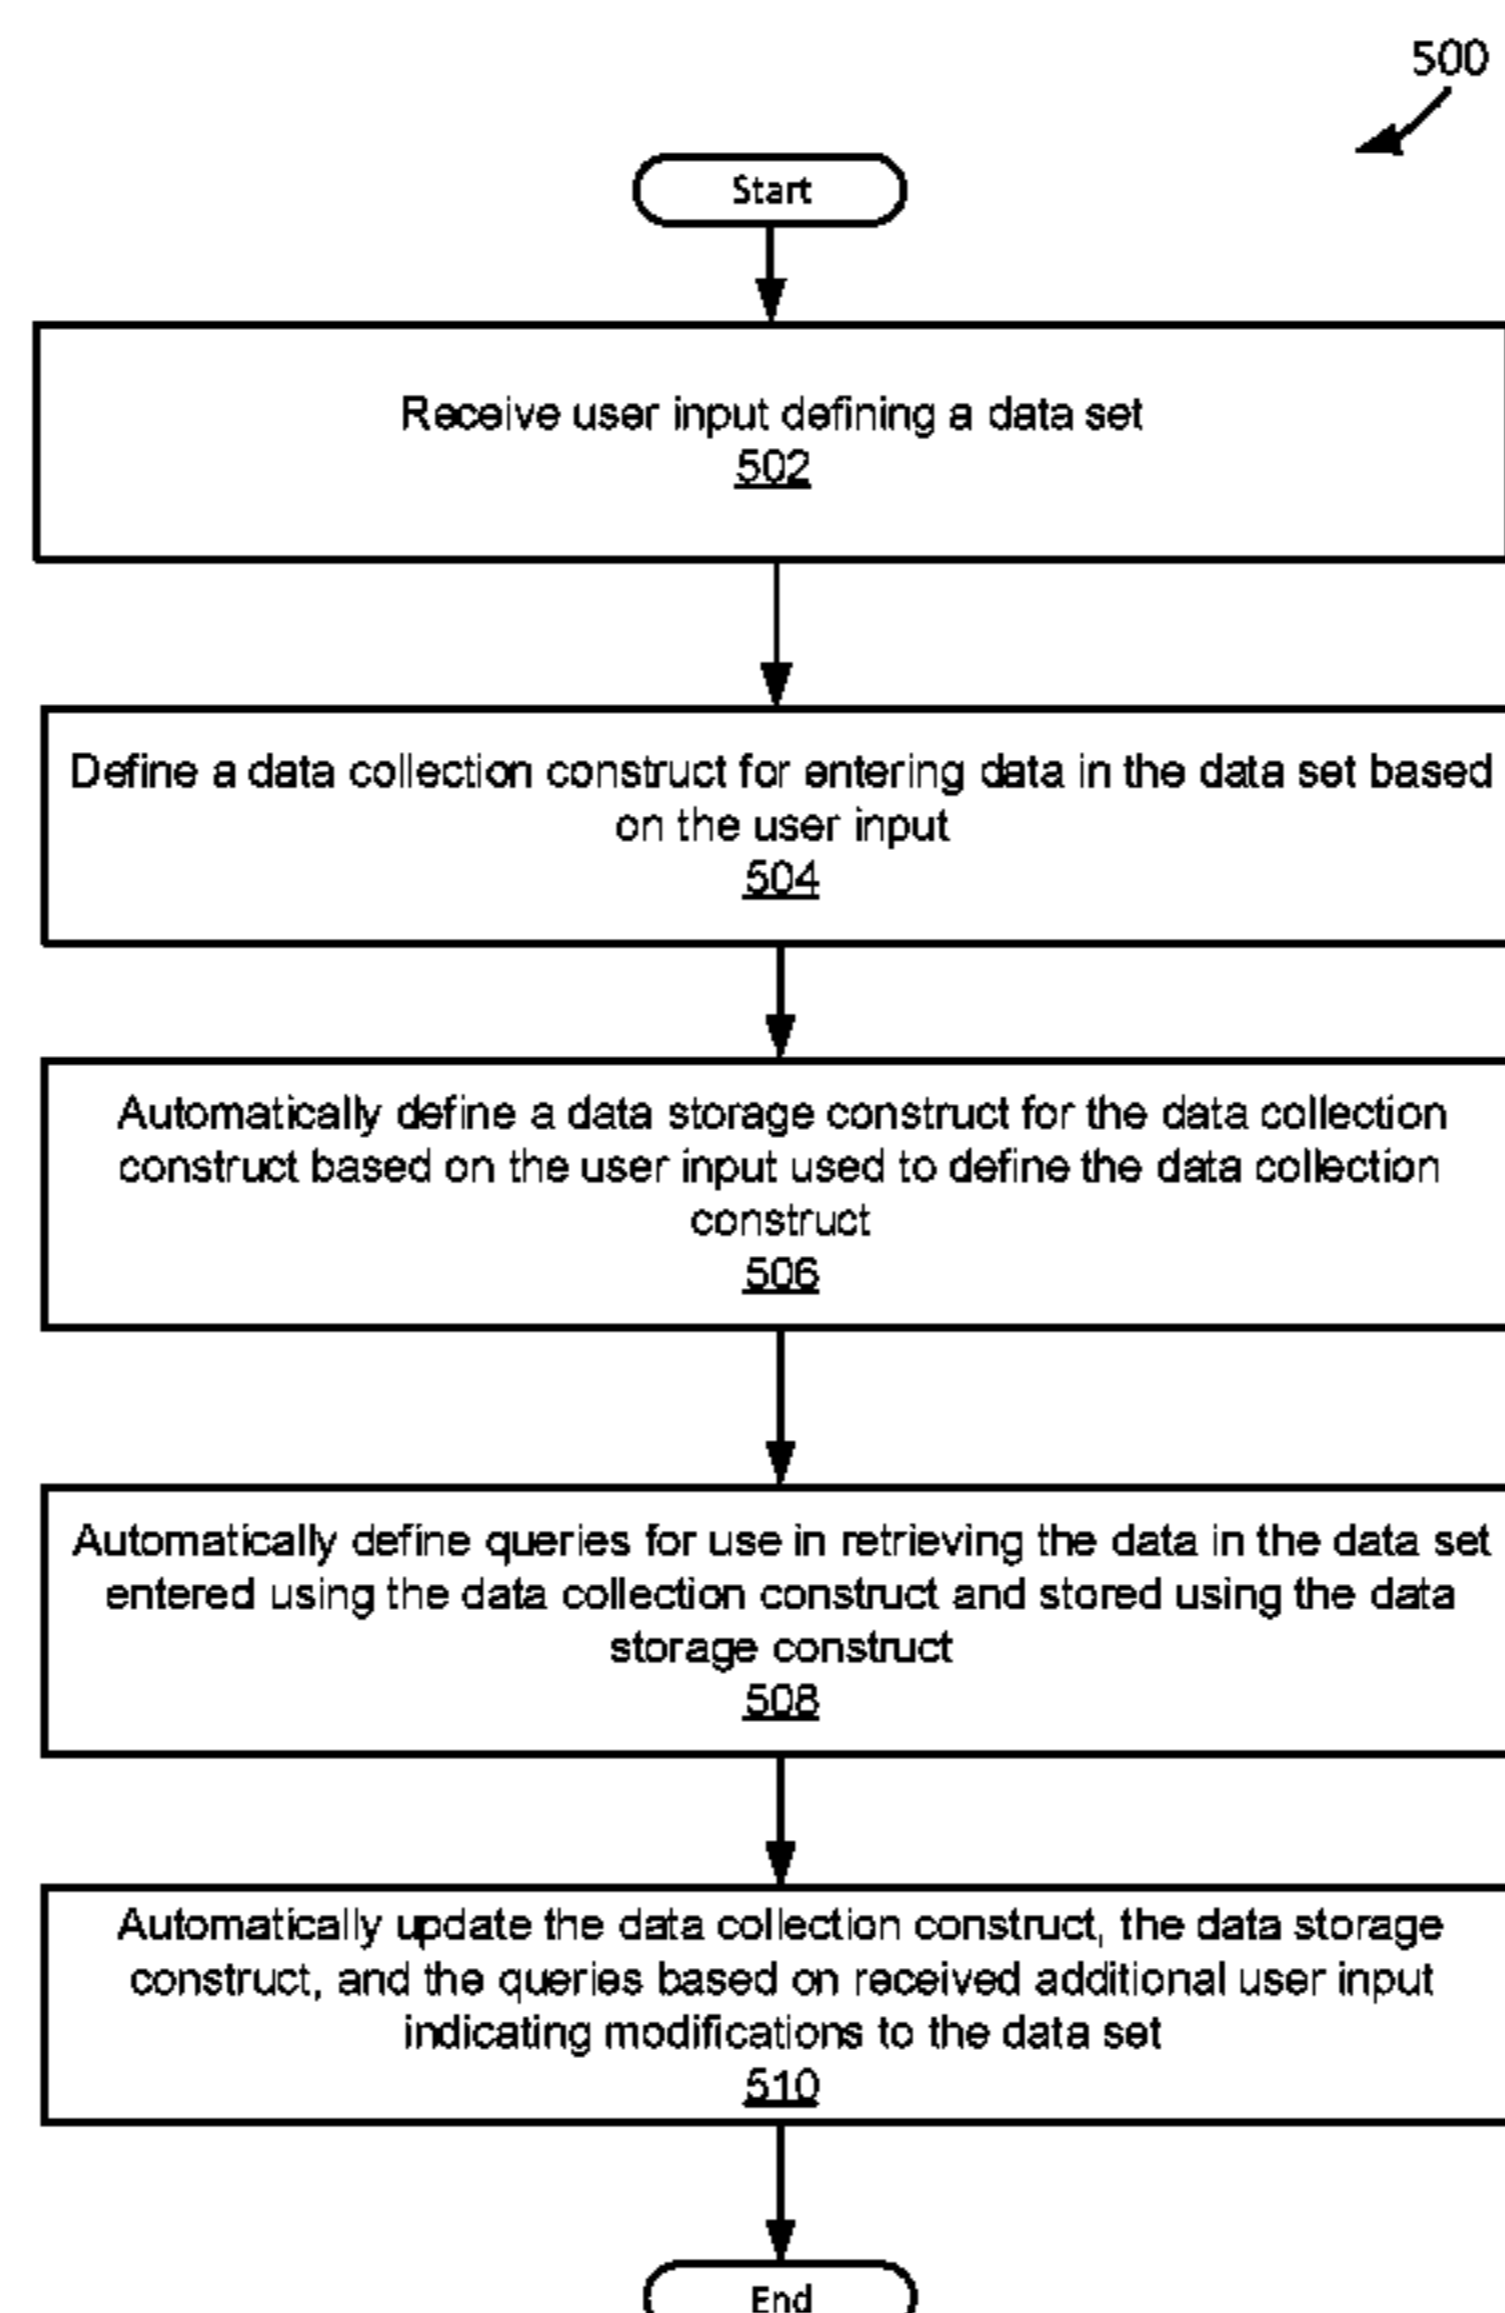 500
Start
Receive user input defining a data set
502
Define a data collection construct for entering data in the data set based
on the user input
504
Automatically define a data storage construct for the data collection
construct based on the user input used to define the data collection
construct
506
Automatically define queries for use in retrieving the data in the data set
entered using the data collection construct and stored using the data
storage construct
508
Automatically update the data collection construct, the data storage
construct, and the queries based on received additional user input
indicating modifications to the data set
510
End